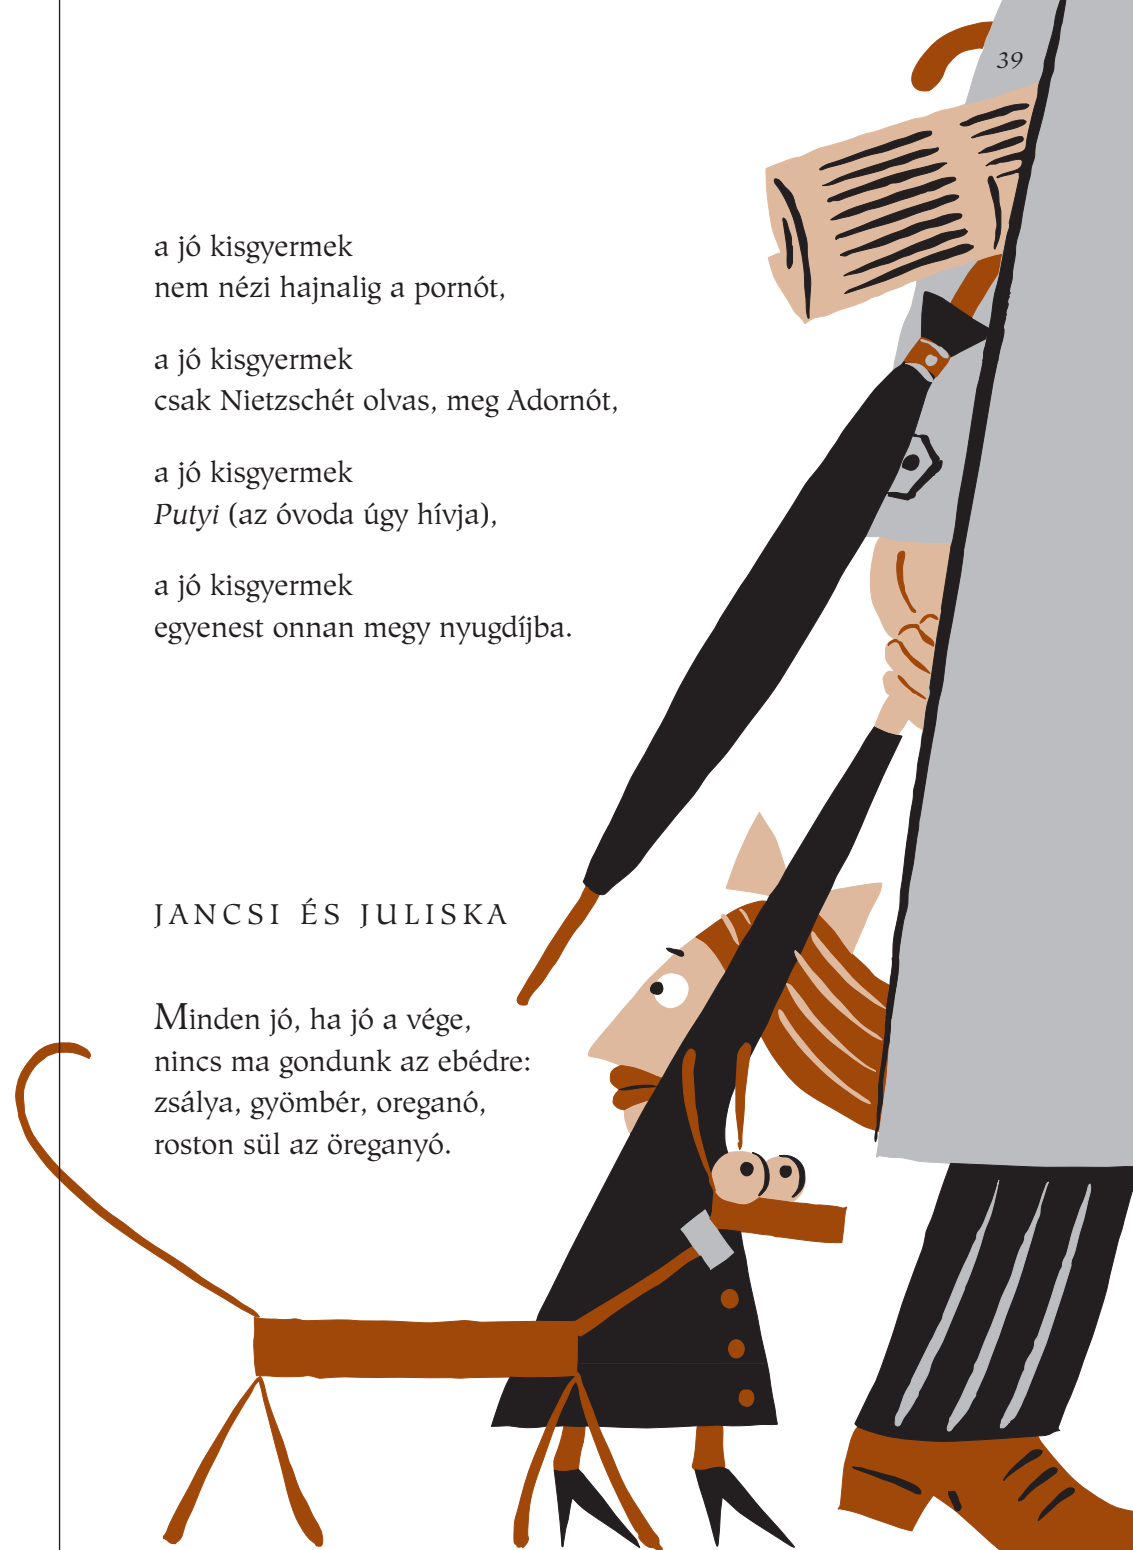 39
a jó kisgyermek
nem nézi hajnalig a pornót,
a jó kisgyermek
csak Nietzschét olvas, meg Adornót,
a jó kisgyermek
Putyi (az óvoda úgy hívja),
a jó kisgyermek
egyenest onnan megy nyugdíjba.
JANCSI ÉS JULISKA
Minden jó, ha jó a vége,
nincs ma gondunk az ebédre:
zsálya, gyömbér, oreganó,
roston sül az öreganyó.